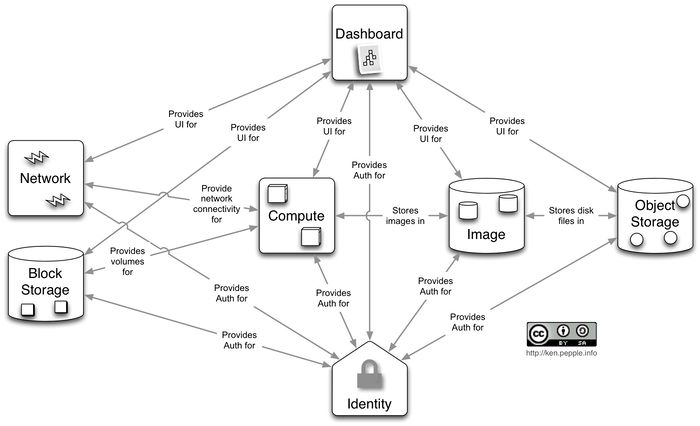 Dashboard
Provides
UI for
Provides
UI for
Provides
UI for
Provides
UI for
Provides
UI for
Provides
Auth for
Network
Provide
network
connectivity
for
Compute
Stores
images in
Image
Stores disk
files in
Object
Storage
Block
Storage
Provides
volumes
for
Provides
Auth for
Provides
Auth for
Provides
Auth for
Provides
Auth for
Provides
Auth for
Identity
cc
BY SA
http://ken.pepple.info